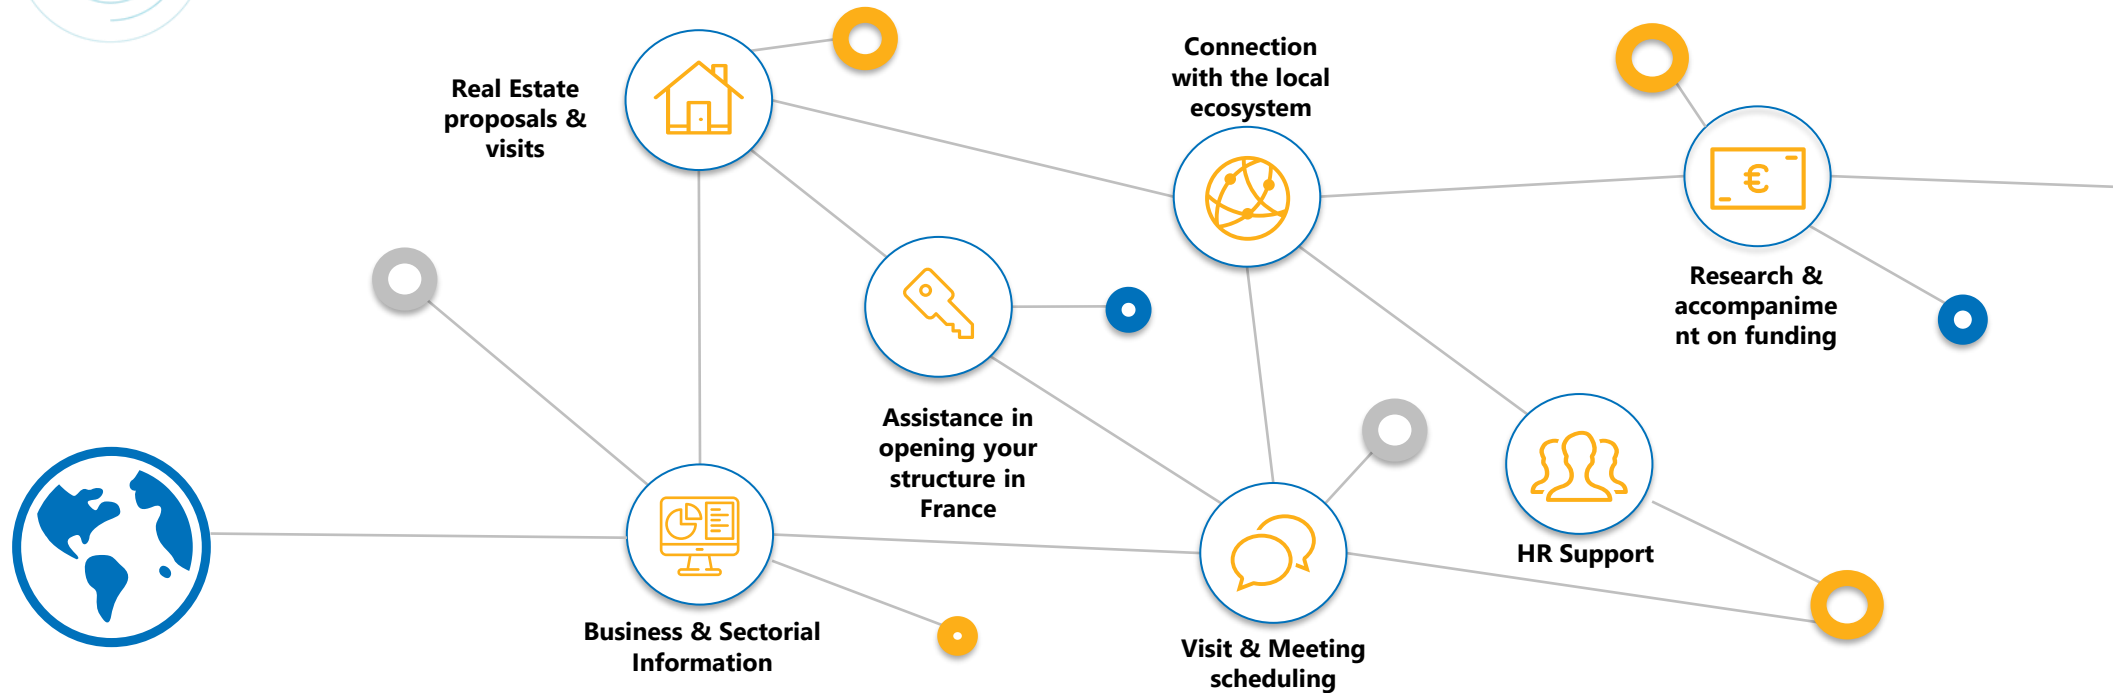 Real Estate
proposals &
visits
Connection
with the local
ecosystem
€
Research &
accompanime
nt on funding
Assistance in
opening your
structure in
France
HR Support
Business & Sectorial
Information
Visit & Meeting
scheduling